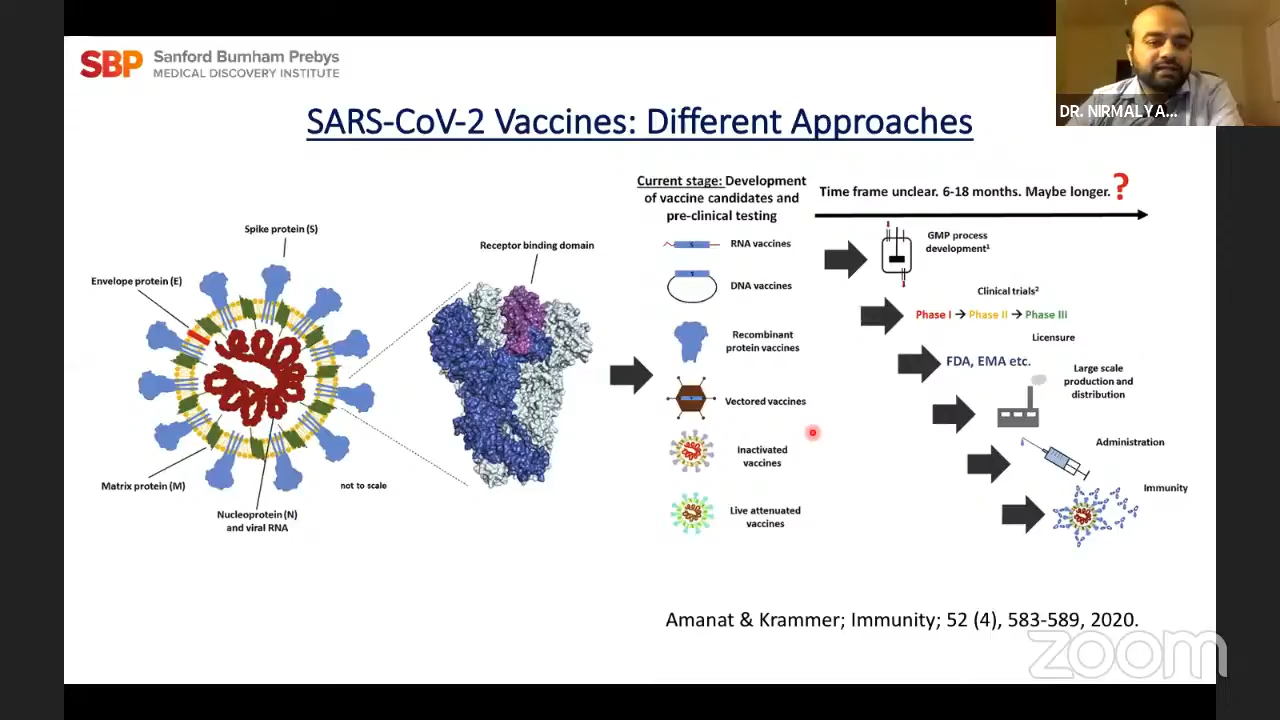 SBP Sanford Burnham Prebys
MEDICAL DISCOVERY INSTITUTE
DR. NIRMALYA...
SARS-CoV-2 Vaccines: Different Approaches
Spike protein (S)
Envelope protein (E)
Matrix protein (M)
Nucleoprotein (N)
and viral RNA
not to scale
Receptor binding domain
Current stage: Development
of vaccine candidates and
pre-clinical testing
RNA vaccines
DNA vaccines
Recombinant
protein vaccines
Vectored vaccines
Inactivated
vaccines
Live attenuated
vaccines
Time frame unclear. 6-18 months. Maybe longer. ?
GMP process
development¹
Clinical trials²
Phase I → Phase II → Phase III
Licensure
FDA, EMA etc.
Large scale
production and
distribution
Administration
Immunity
Amanat & Krammer; Immunity; 52 (4), 583-589, 2020.
zoom